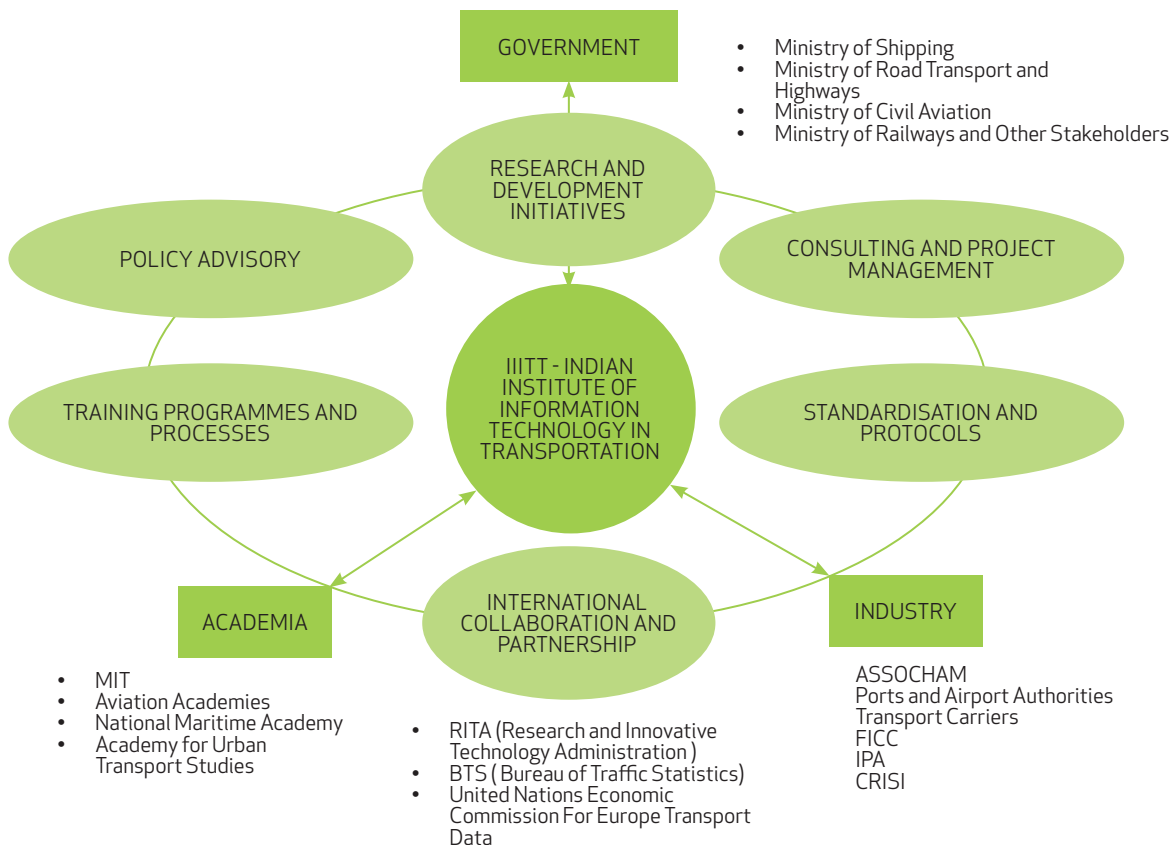 GOVERNMENT
• Ministry of Shipping
• Ministry of Road Transport and
Highways
• Ministry of Civil Aviation
• Ministry of Railways and Other Stakeholders
RESEARCH AND
DEVELOPMENT
INITIATIVES
POLICY ADVISORY
CONSULTING AND PROJECT
MANAGEMENT
IIITT - INDIAN
INSTITUTE OF
INFORMATION
TECHNOLOGY IN
TRANSPORTATION
TRAINING PROGRAMMES AND
PROCESSES
STANDARDISATION AND
PROTOCOLS
ACADEMIA
INTERNATIONAL
COLLABORATION AND
PARTNERSHIP
INDUSTRY
• MIT
• Aviation Academies
• National Maritime Academy
• Academy for Urban
Transport Studies
• RITA (Research and Innovative
Technology Administration )
• BTS ( Bureau of Traffic Statistics)
• United Nations Economic
Commission For Europe Transport
Data
ASSOCHAM
Ports and Airport Authorities
Transport Carriers
FICC
IPA
CRISI